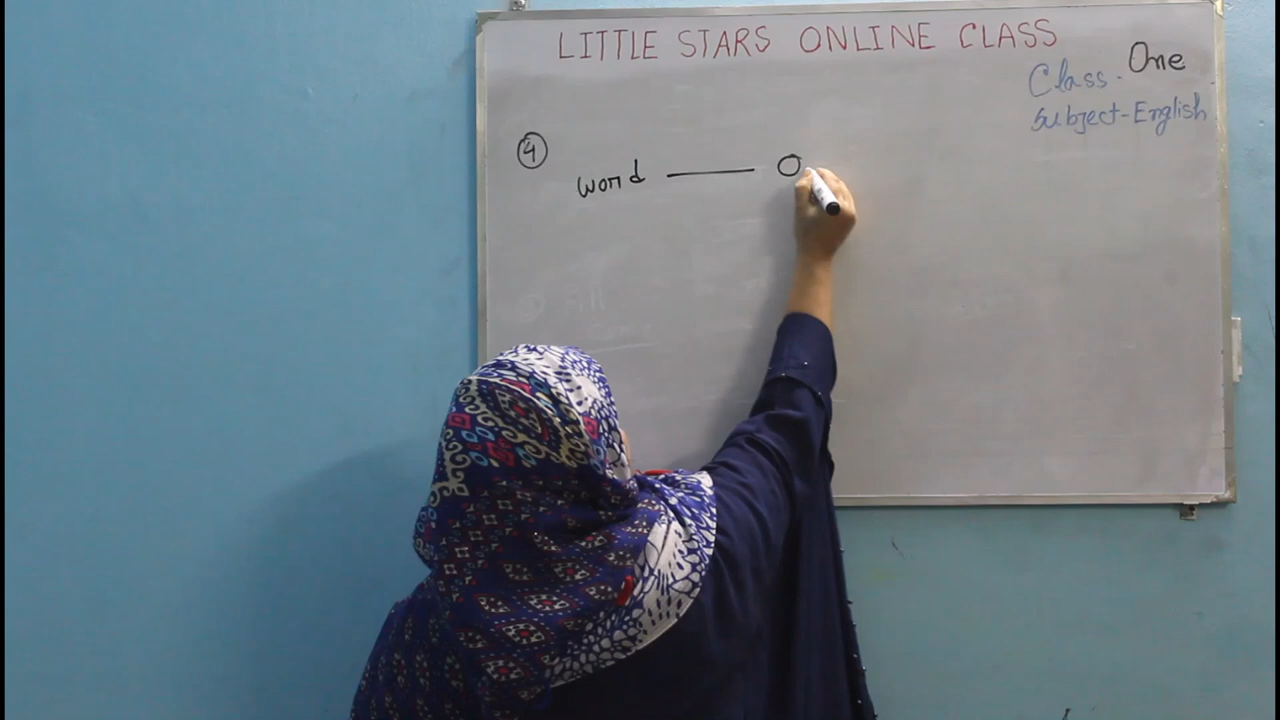 LITTLE STARS ONLINE CLASS
Class - One
Subject-English
④
word —— O